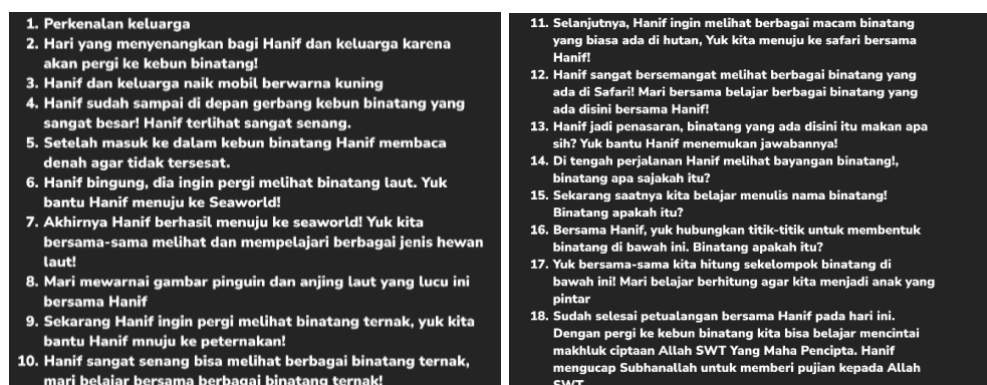 1. Perkenalan keluarga
2. Hari yang menyenangkan bagi Hanif dan keluarga karena
akan pergi ke kebun binatang!
3. Hanif dan keluarga naik mobil berwarna kuning
4. Hanif sudah sampai di depan gerbang kebun binatang yang
sangat besar! Hanif terlihat sangat senang.
5. Setelah masuk ke dalam kebun binatang Hanif membaca
denah agar tidak tersesat.
6. Hanif bingung, dia ingin pergi melihat binatang laut. Yuk
bantu Hanif menuju ke Seaworld!
7. Akhirnya Hanif berhasil menuju ke seaworld! Yuk kita
bersama-sama melihat dan mempelajari berbagai jenis hewan
laut!
8. Mari mewarnai gambar pinguin dan anjing laut yang lucu ini
bersama Hanif
9. Sekarang Hanif ingin pergi melihat binatang ternak, yuk kita
bantu Hanif mnuju ke peternakan!
10. Hanif sangat senang bisa melihat berbagai binatang ternak,
mari belajar bersama berbagai binatang ternak!
11. Selanjutnya, Hanif ingin melihat berbagai macam binatang
yang biasa ada di hutan, Yuk kita menuju ke safari bersama
Hanif!
12. Hanif sangat bersemangat melihat berbagai binatang yang
ada di Safari! Mari bersama belajar berbagai binatang yang
ada disini bersama Hanif!
13. Hanif jadi penasaran, binatang yang ada disini itu makan apa
sih? Yuk bantu Hanif menemukan jawabannya!
14. Di tengah perjalanan Hanif melihat bayangan binatang!,
binatang apa sajakah itu?
15. Sekarang saatnya kita belajar menulis nama binatang!
Binatang apakah itu?
16. Bersama Hanif, yuk hubungkan titik-titik untuk membentuk
binatang di bawah ini. Binatang apakah itu?
17. Yuk bersama-sama kita hitung sekelompok binatang di
bawah ini! Mari belajar berhitung agar kita menjadi anak yang
pintar
18. Sudah selesai petualangan bersama Hanif pada hari ini.
Dengan pergi ke kebun binatang kita bisa belajar mencintai
makhluk ciptaan Allah SWT Yang Maha Pencipta. Hanif
mengucap Subhanallah untuk memberi pujian kepada Allah
SWT